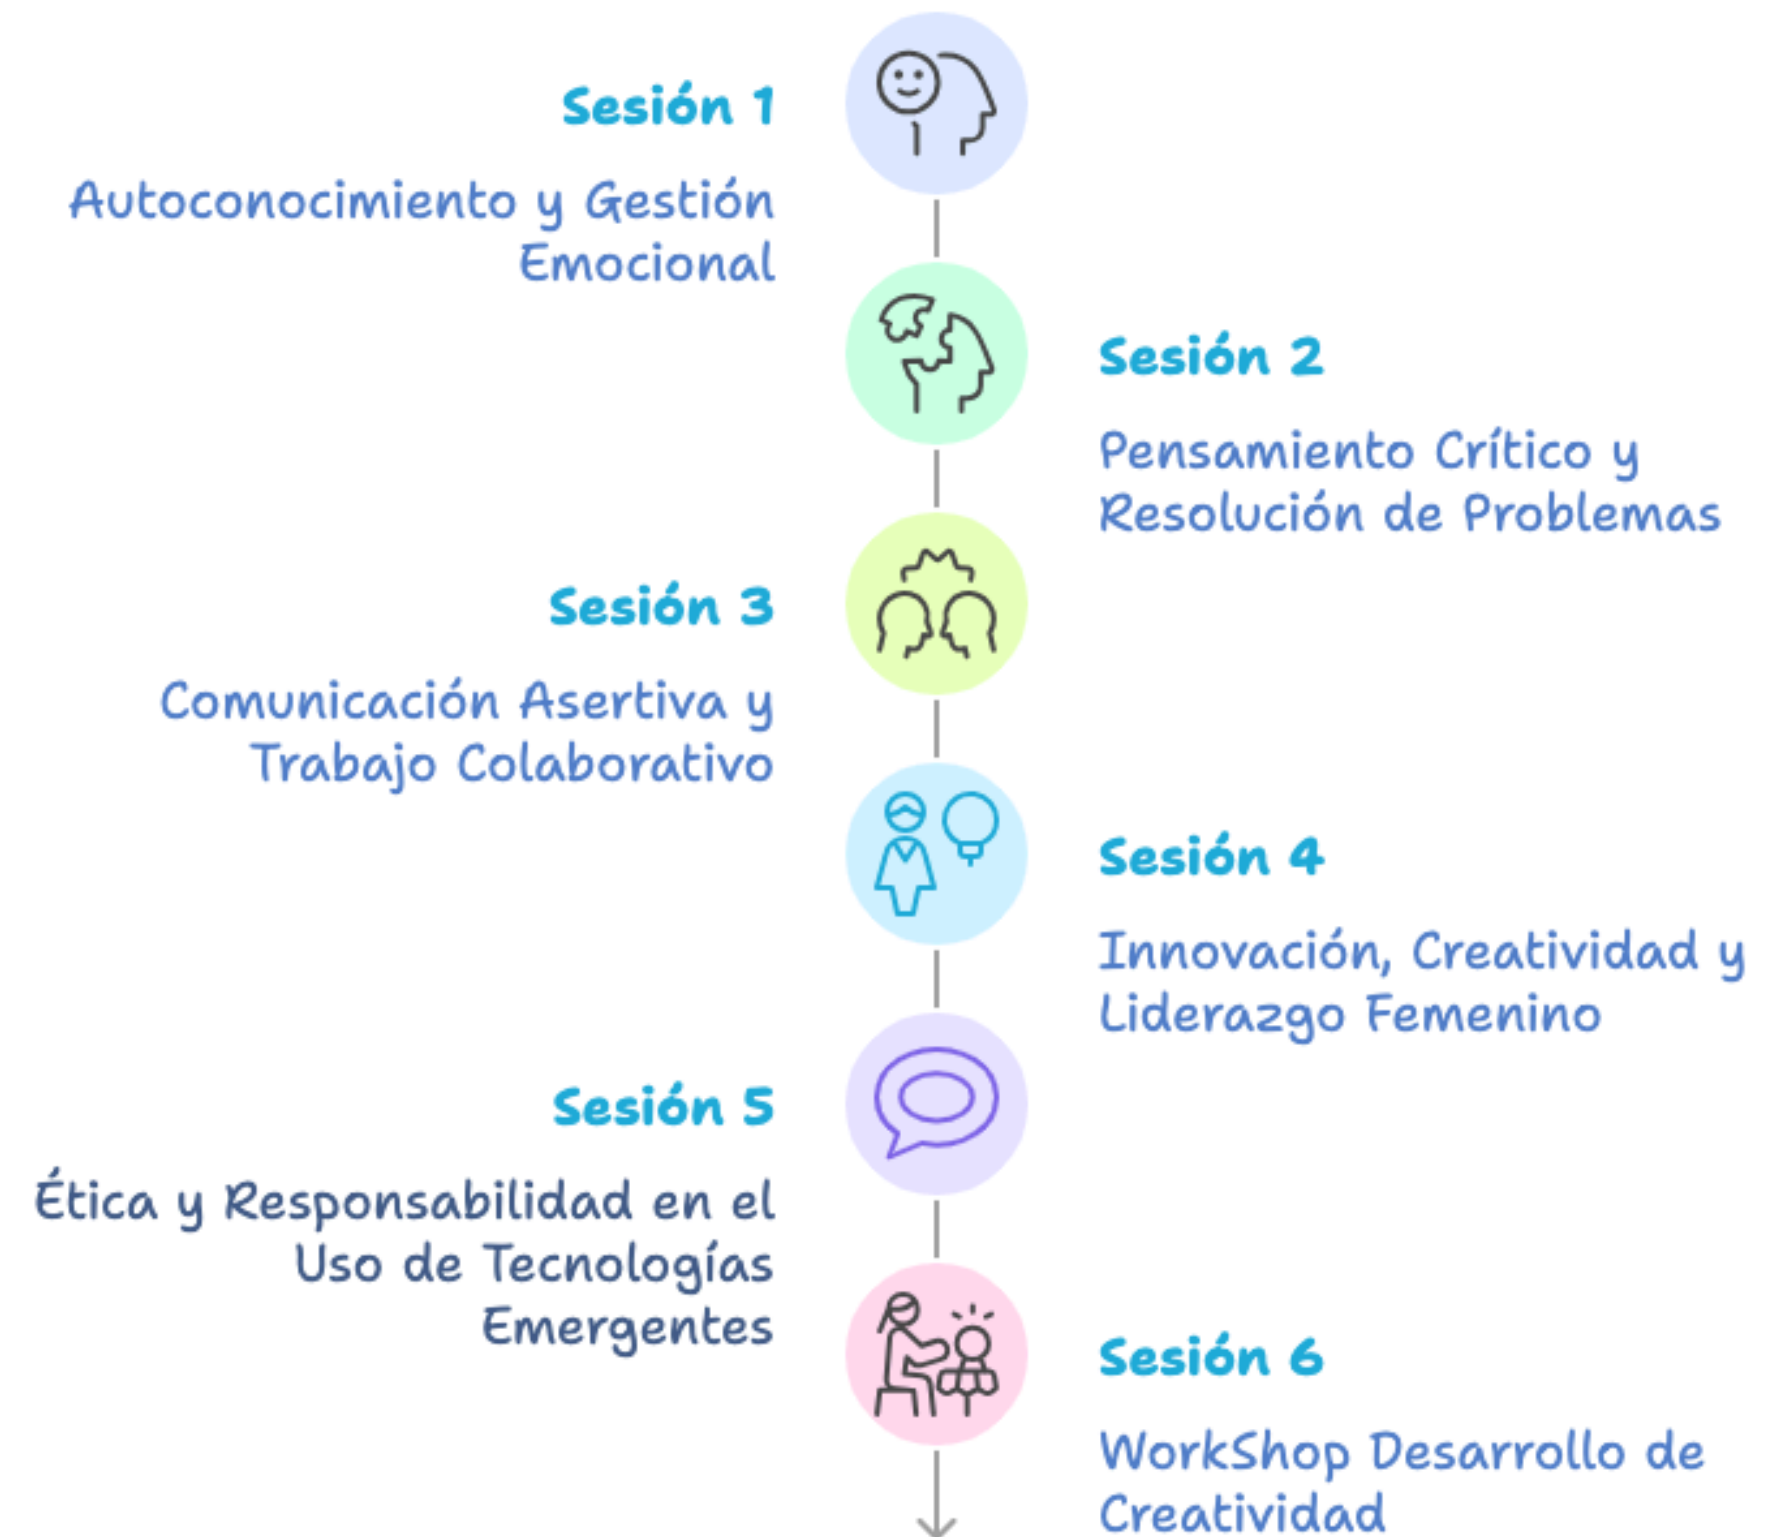 Sesión 1
Autoconocimiento y Gestión
Emocional
Sesión 2
Pensamiento Crítico y
Resolución de Problemas
Sesión 3
Comunicación Asertiva y
Trabajo Colaborativo
Sesión 4
Innovación, Creatividad y
Liderazgo Femenino
Sesión 5
Ética y Responsabilidad en el
Uso de Tecnologías
Emergentes
Sesión 6
WorkShop Desarrollo de
Creatividad